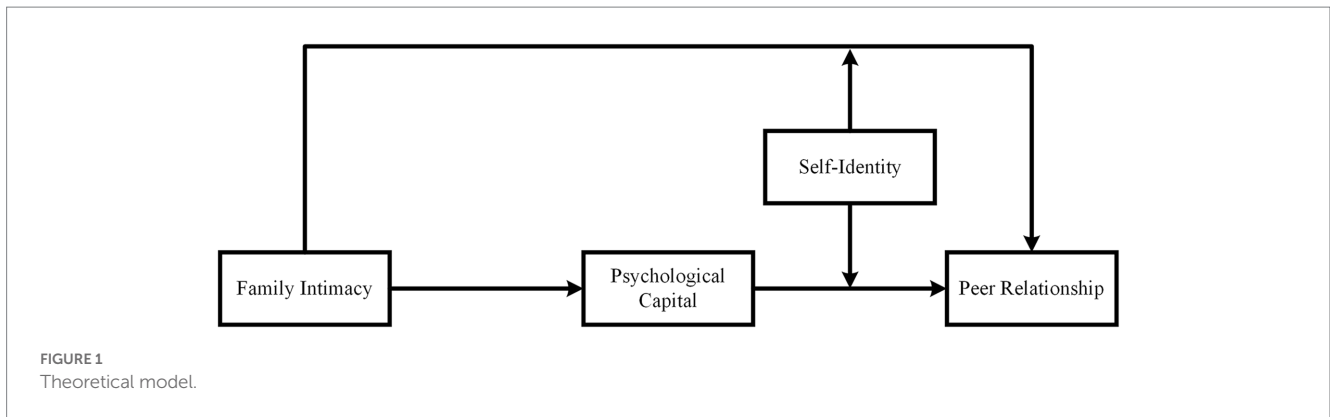 Self-Identity
Family Intimacy
Psychological
Capital
Peer Relationship
FIGURE 1
Theoretical model.